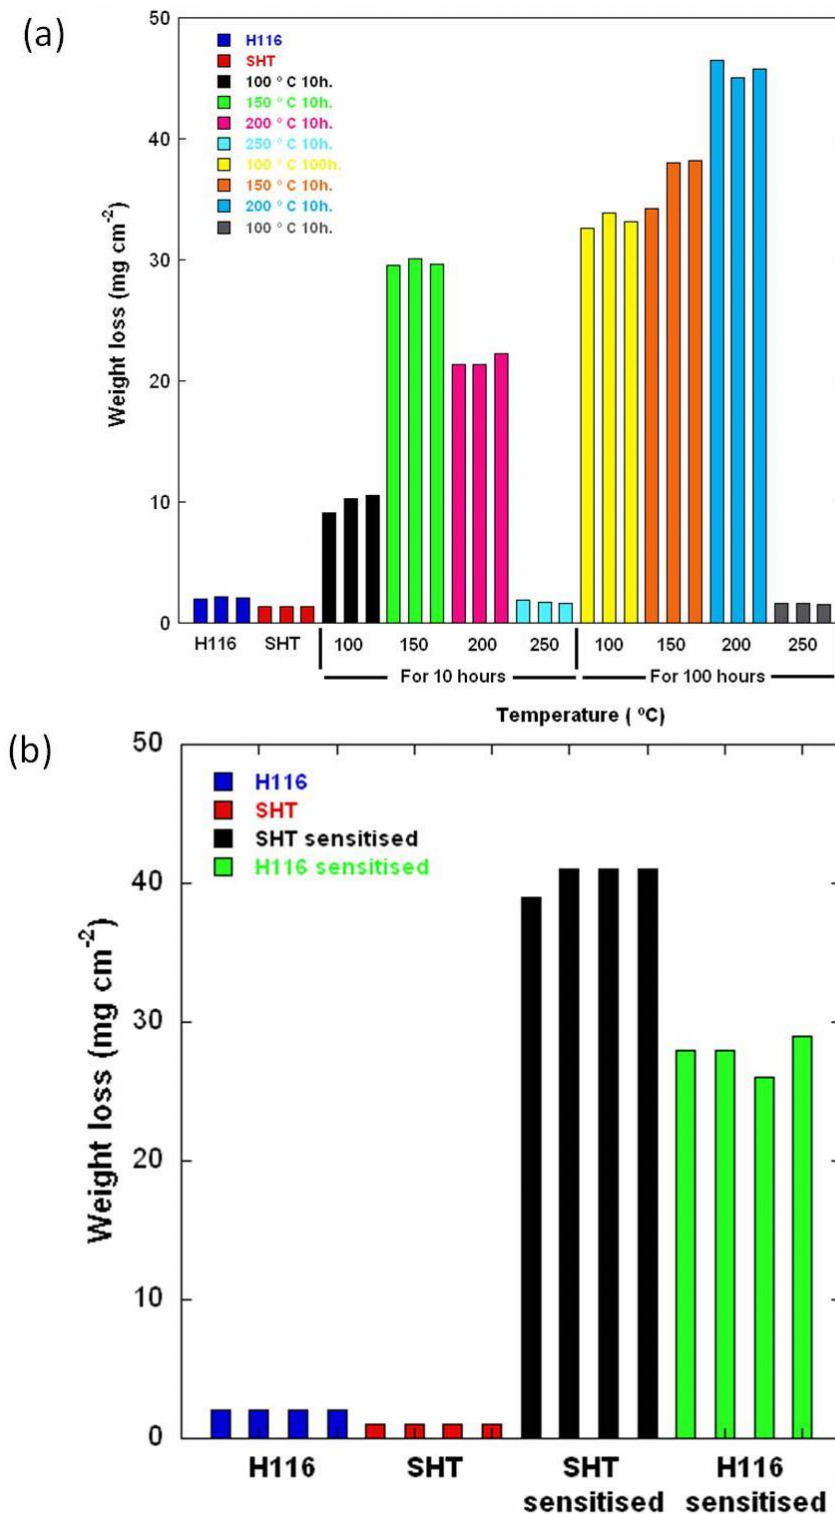 (a)
50
40
30
20
10
0
Weight loss (mg cm-2)
H116
SHT
100 ° C 10h.
150 ° C 10h.
200 ° C 10h.
250 ° C 10h.
100 ° C 100h.
150 ° C 10h.
200 ° C 10h.
100 ° C 10h.
H116 SHT 100 150 200 250 100 150 200 250
For 10 hours For 100 hours
Temperature ( ºC)
(b)
50
40
30
20
10
0
Weight loss (mg cm-2)
H116
SHT
SHT sensitised
H116 sensitised
H116 SHT SHT H116
sensitised sensitised